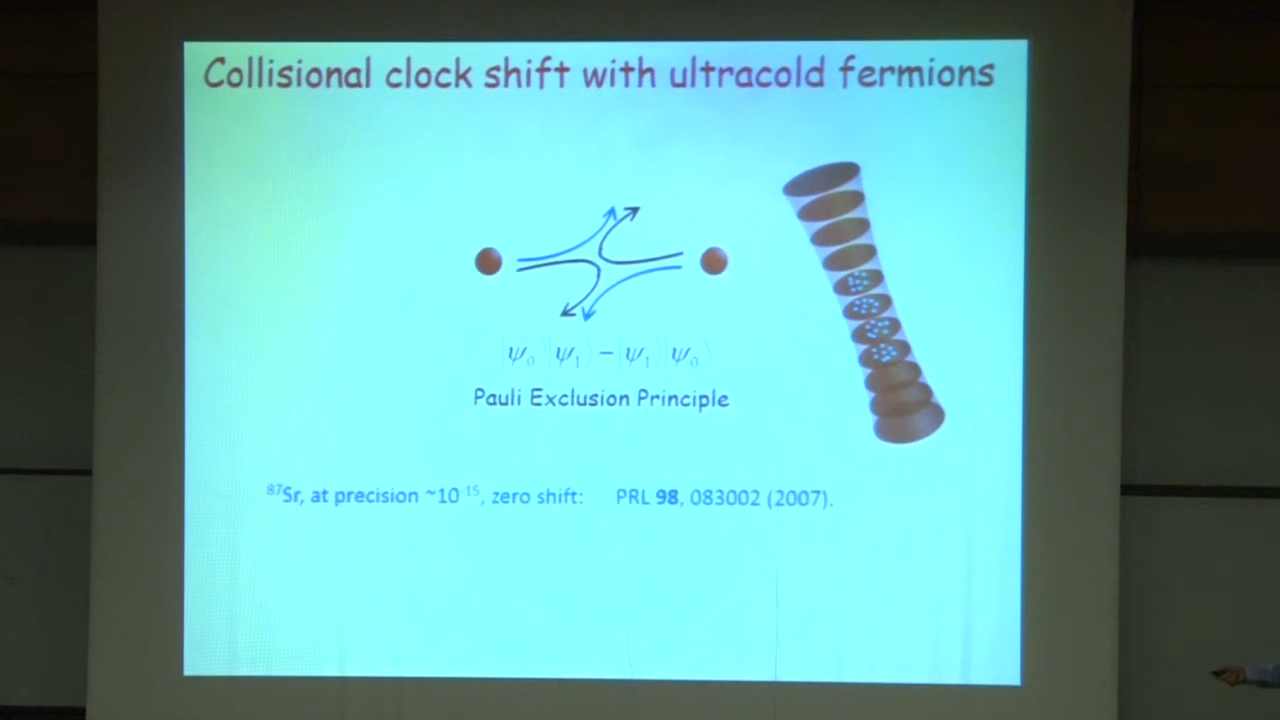 Collisional clock shift with ultracold fermions
|ψ₀⟩|ψ₁⟩ − |ψ₁⟩|ψ₀⟩
Pauli Exclusion Principle
⁸⁷Sr, at precision ~10⁻¹⁵, zero shift: PRL 98, 083002 (2007).